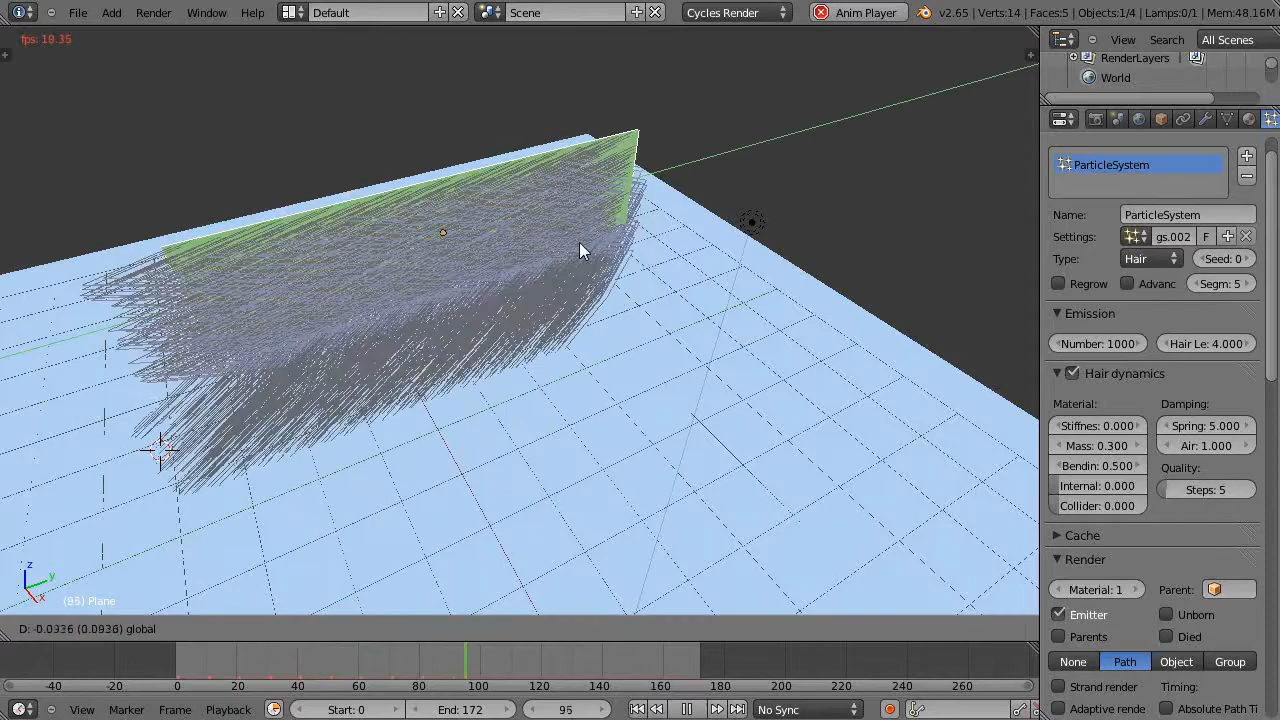 File Add Render Window Help Default Scene Cycles Render Anim Player v2.65 | Verts:14 | Faces:5 | Objects:1/4 | Lamps:0/1 | Mem:48.16M
fps: 19.35
View Search All Scenes
RenderLayers
World
ParticleSystem
Name: ParticleSystem
Settings: gs.002 F
Type: Hair Seed: 0
Regrow Advanc Segm: 5
Emission
Number: 1000 Hair Le: 4.000
Hair dynamics
Material: Damping:
Stiffnes: 0.000 Spring: 5.000
Mass: 0.300 Air: 1.000
Bendin: 0.500 Quality:
Internal: 0.000 Steps: 5
Collider: 0.000
Cache
Render
Material: 1 Parent:
Emitter Unborn
Parents Died
None Path Object Group
Strand render Timing:
Adaptive rende Absolute Path Ti
z
y
x
(95) Plane
D: -0.0936 (0.0936) global
-40 -20 0 20 40 60 80 100 120 140 160 180 200 220 240 260
View Marker Frame Playback Start: 0 End: 172 95 No Sync